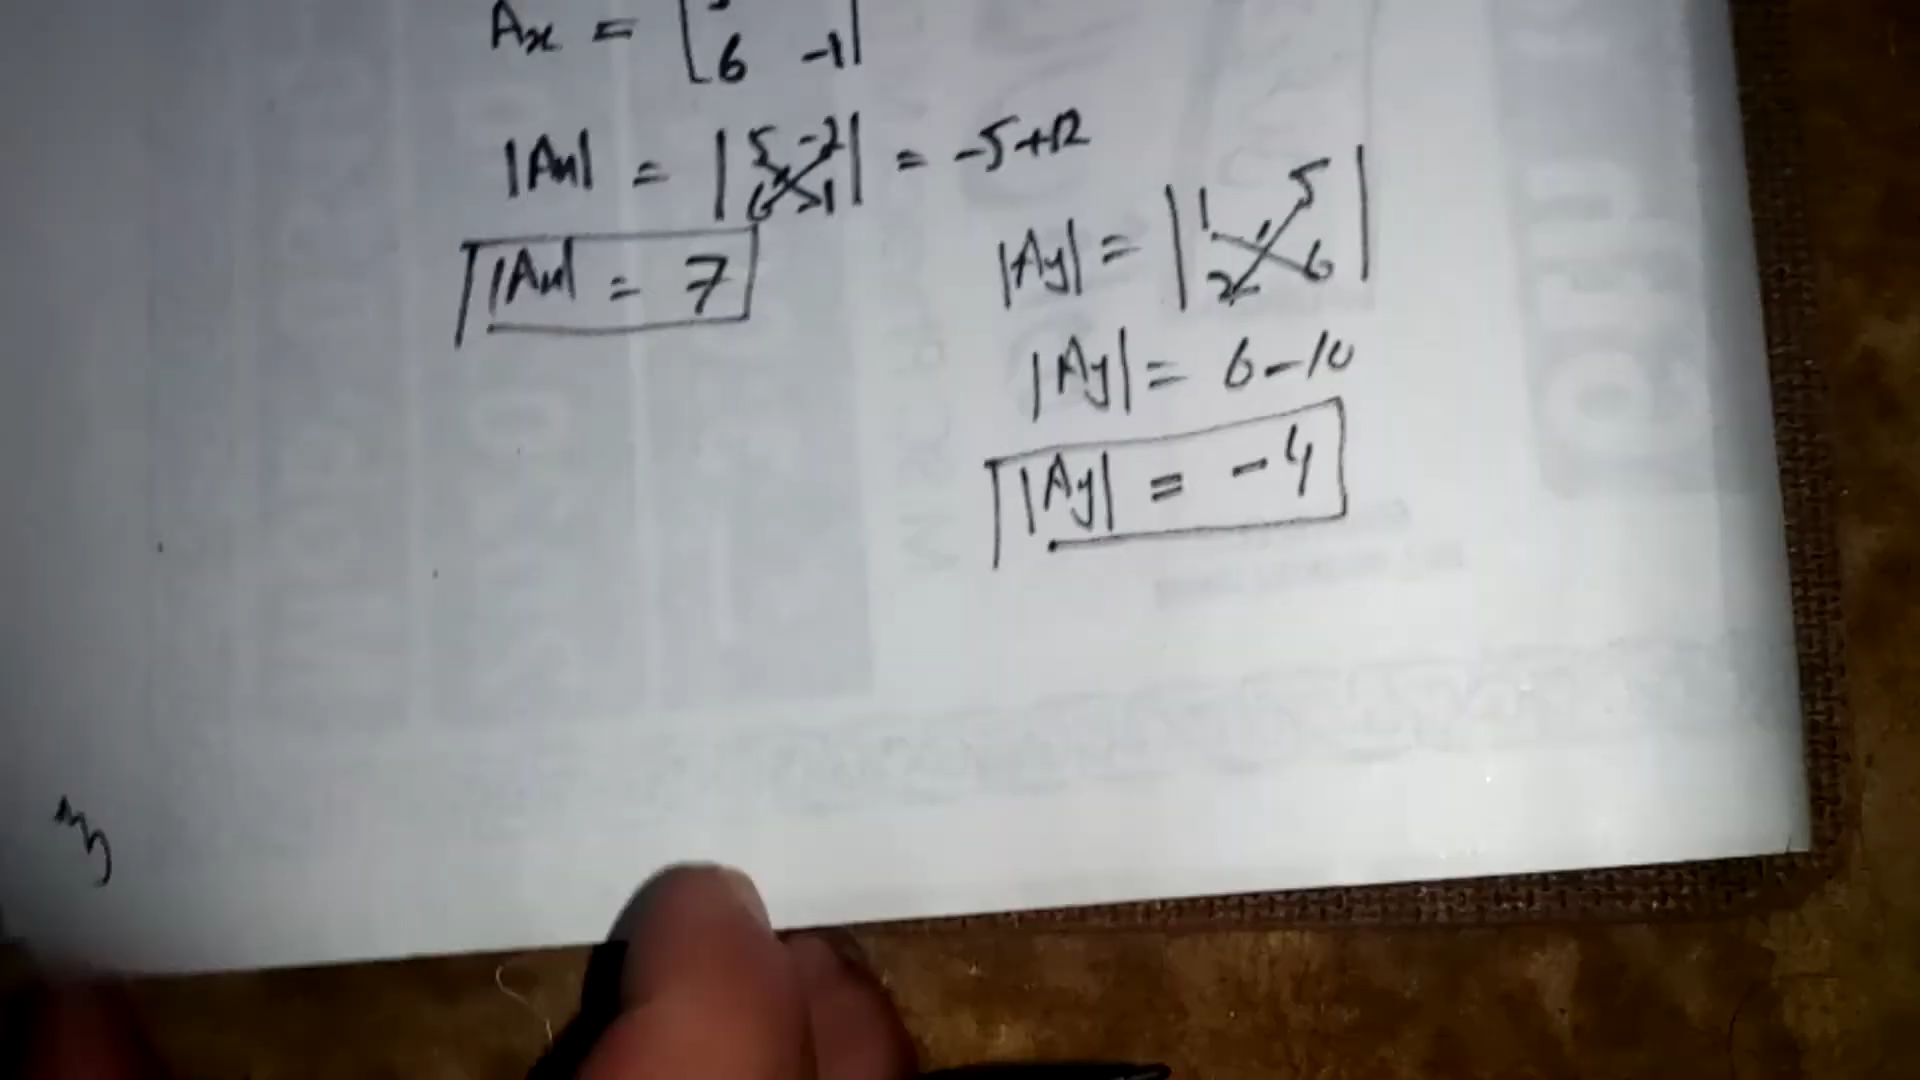 Ax =
6 -1
|Ax| = |5 -2| = -5+12
6 -1
|Ax| = 7
|Ay| = |1 5|
2 6
|Ay| = 6-10
|Ay| = -4